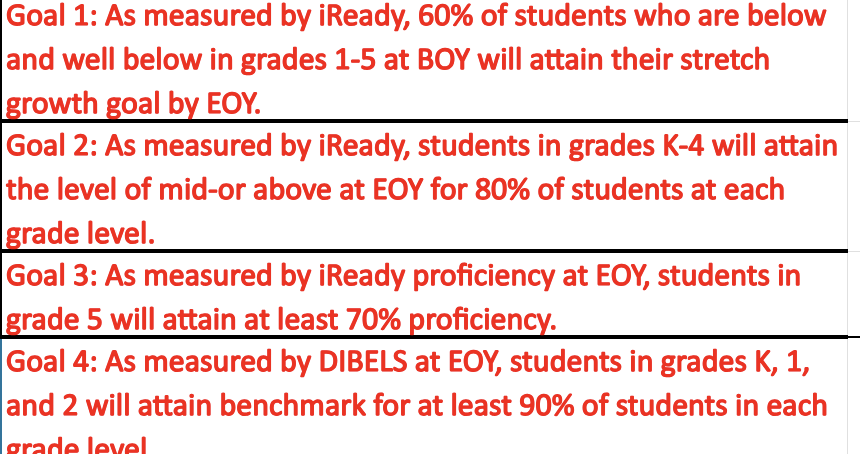 Goal 1: As measured by iReady, 60% of students who are below
and well below in grades 1-5 at BOY will attain their stretch
growth goal by EOY.
Goal 2: As measured by iReady, students in grades K-4 will attain
the level of mid-or above at EOY for 80% of students at each
grade level.
Goal 3: As measured by iReady proficiency at EOY, students in
grade 5 will attain at least 70% proficiency.
Goal 4: As measured by DIBELS at EOY, students in grades K, 1,
and 2 will attain benchmark for at least 90% of students in each
grade level